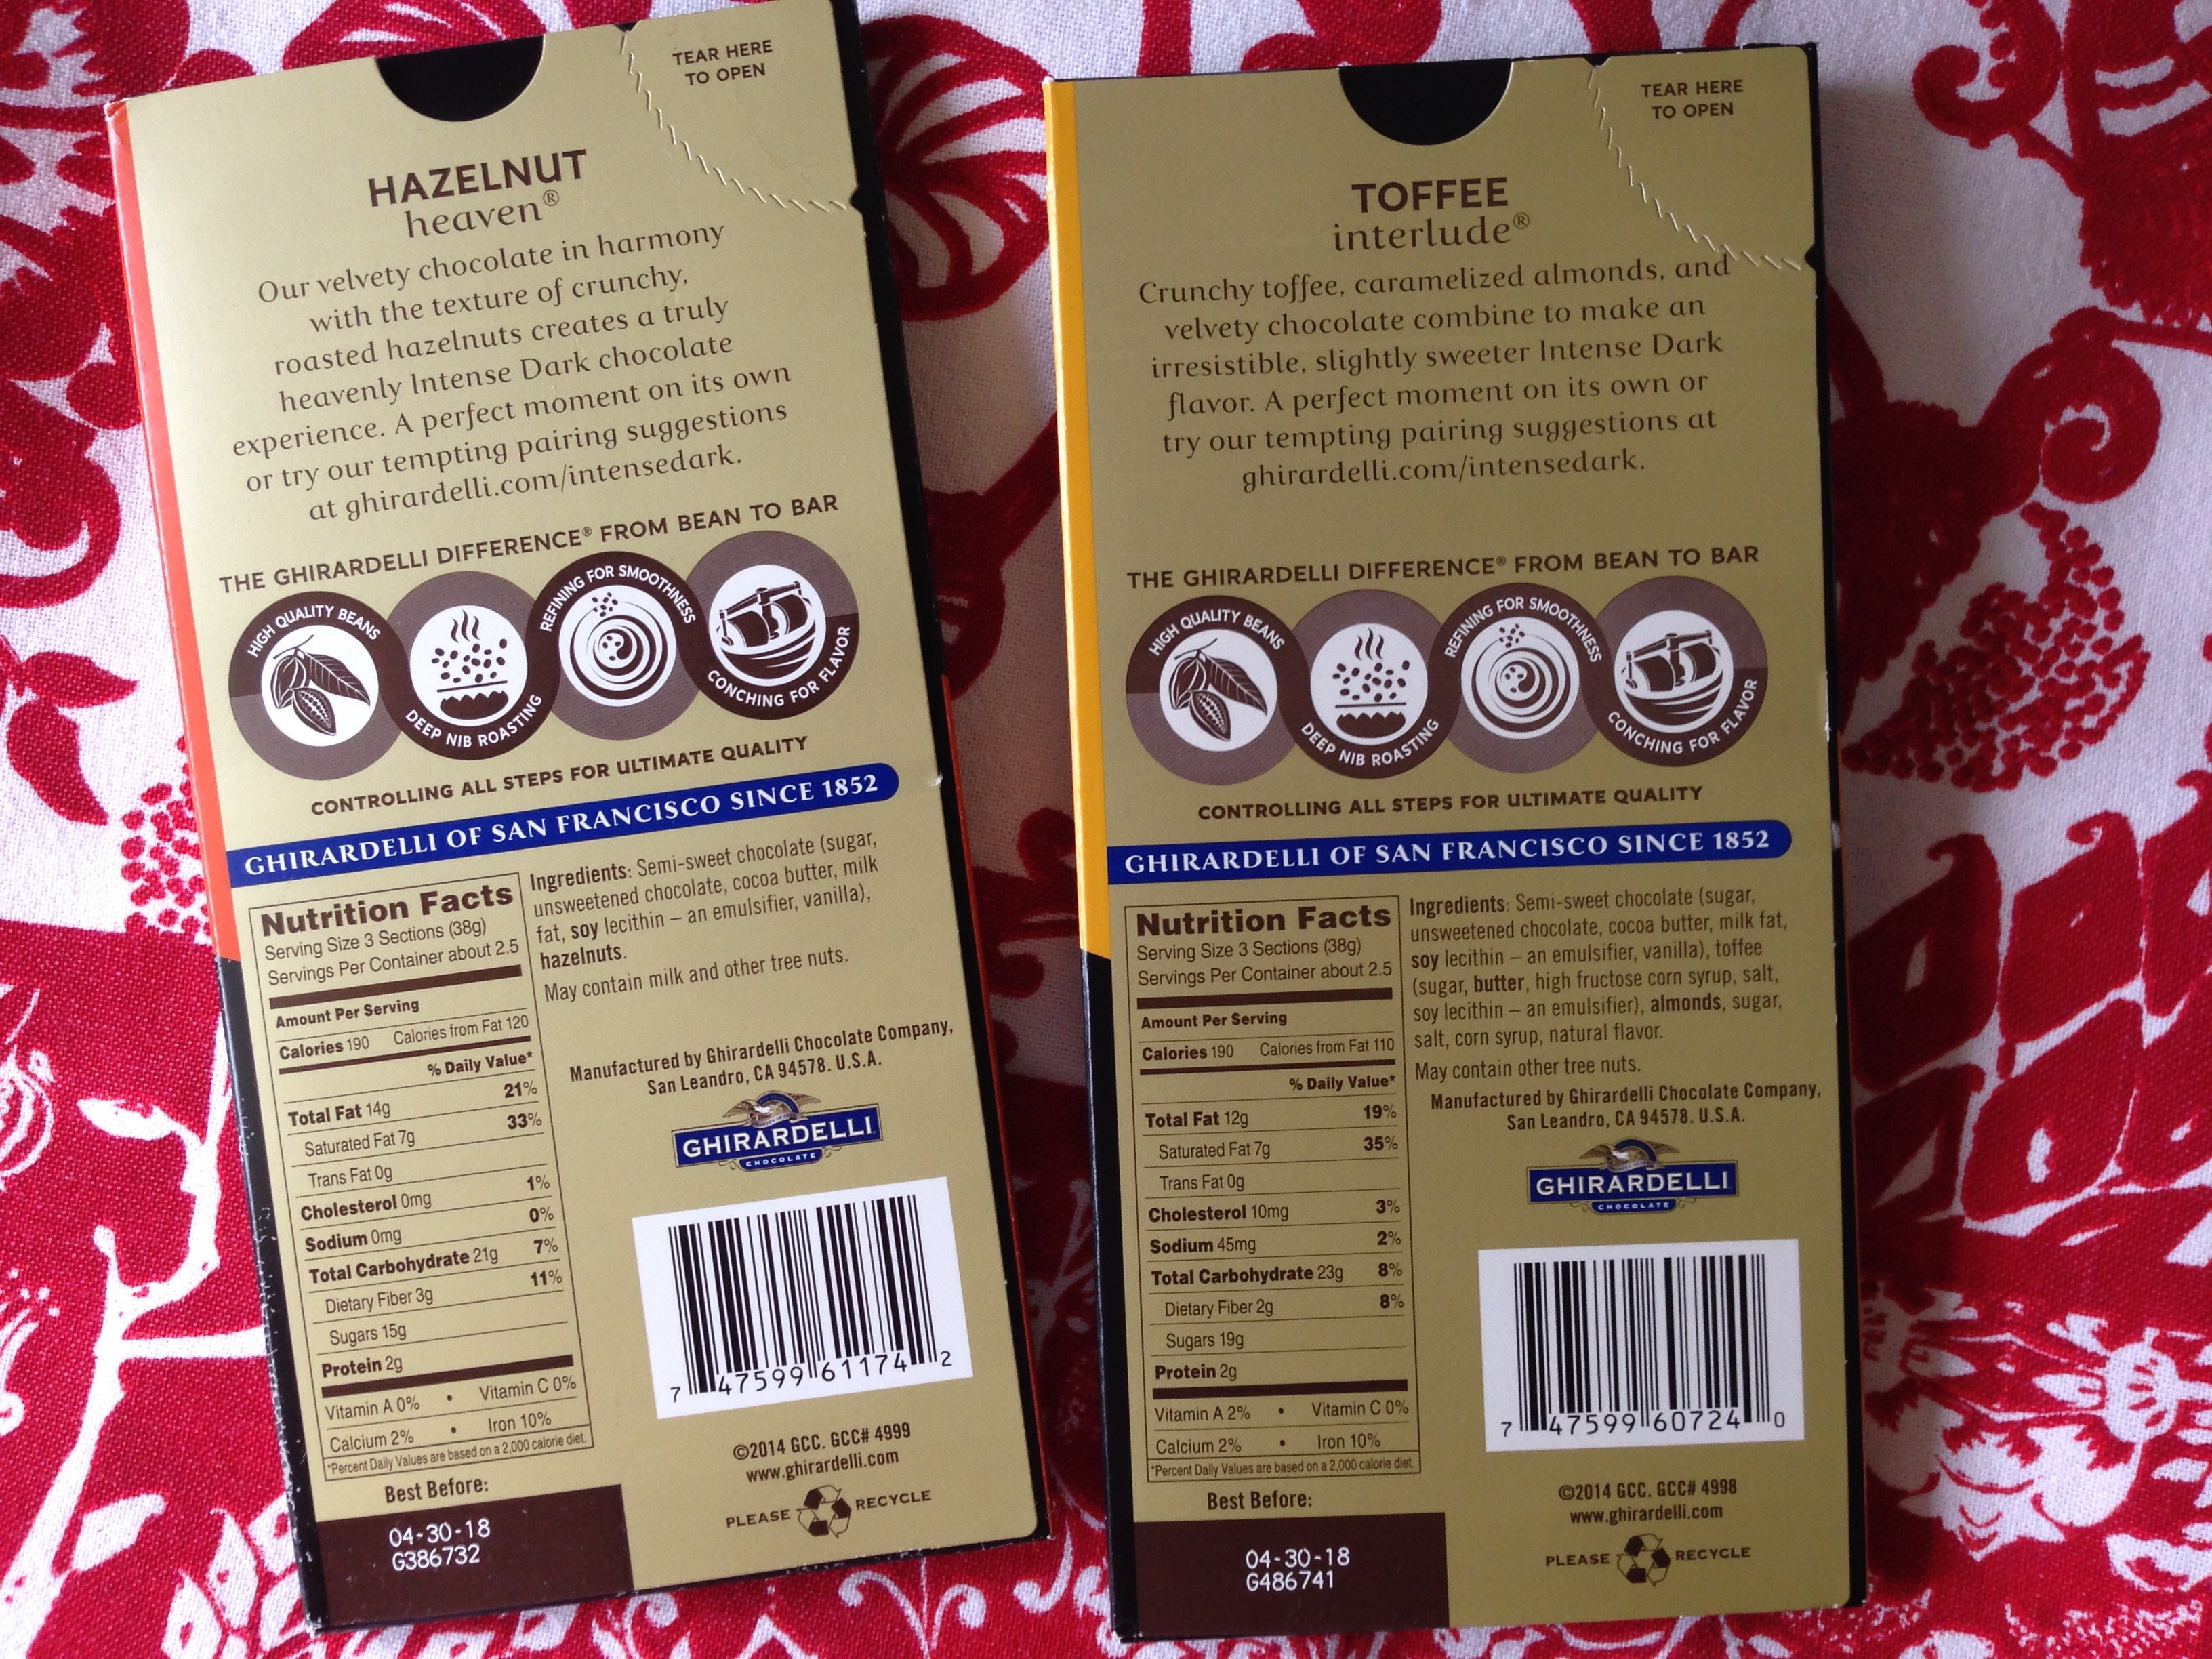 TEAR HERE
TO OPEN
HAZELNUT
heaven®
Our velvety chocolate in harmony
with the texture of crunchy,
roasted hazelnuts creates a truly
heavenly Intense Dark chocolate
experience. A perfect moment on its own
or try our tempting pairing suggestions
at ghirardelli.com/intensedark.
THE GHIRARDELLI DIFFERENCE® FROM BEAN TO BAR
HIGH QUALITY BEANS
DEEP NIB ROASTING
REFINING FOR SMOOTHNESS
CONCHING FOR FLAVOR
CONTROLLING ALL STEPS FOR ULTIMATE QUALITY
GHIRARDELLI OF SAN FRANCISCO SINCE 1852
Nutrition Facts
Serving Size 3 Sections (38g)
Servings Per Container about 2.5
Amount Per Serving
Calories 190 Calories from Fat 120
% Daily Value*
Total Fat 14g 21%
Saturated Fat 7g 33%
Trans Fat 0g
Cholesterol 0mg 1%
Sodium 0mg 0%
Total Carbohydrate 21g 7%
Dietary Fiber 3g 11%
Sugars 15g
Protein 2g
Vitamin A 0% • Vitamin C 0%
Calcium 2% • Iron 10%
*Percent Daily Values are based on a 2,000 calorie diet.
Best Before:
04-30-18
G386732
Ingredients: Semi-sweet chocolate (sugar,
unsweetened chocolate, cocoa butter, milk
fat, soy lecithin – an emulsifier, vanilla),
hazelnuts.
May contain milk and other tree nuts.
Manufactured by Ghirardelli Chocolate Company,
San Leandro, CA 94578. U.S.A.
GHIRARDELLI
CHOCOLATE
7 47599 61174 2
©2014 GCC. GCC# 4999
www.ghirardelli.com
PLEASE RECYCLE
TEAR HERE
TO OPEN
TOFFEE
interlude®
Crunchy toffee, caramelized almonds, and
velvety chocolate combine to make an
irresistible, slightly sweeter Intense Dark
flavor. A perfect moment on its own or
try our tempting pairing suggestions at
ghirardelli.com/intensedark.
THE GHIRARDELLI DIFFERENCE® FROM BEAN TO BAR
HIGH QUALITY BEANS
DEEP NIB ROASTING
REFINING FOR SMOOTHNESS
CONCHING FOR FLAVOR
CONTROLLING ALL STEPS FOR ULTIMATE QUALITY
GHIRARDELLI OF SAN FRANCISCO SINCE 1852
Nutrition Facts
Serving Size 3 Sections (38g)
Servings Per Container about 2.5
Amount Per Serving
Calories 190 Calories from Fat 110
% Daily Value*
Total Fat 12g 19%
Saturated Fat 7g 35%
Trans Fat 0g
Cholesterol 10mg 3%
Sodium 45mg 2%
Total Carbohydrate 23g 8%
Dietary Fiber 2g 8%
Sugars 19g
Protein 2g
Vitamin A 2% • Vitamin C 0%
Calcium 2% • Iron 10%
*Percent Daily Values are based on a 2,000 calorie diet.
Best Before:
04-30-18
G486741
Ingredients: Semi-sweet chocolate (sugar,
unsweetened chocolate, cocoa butter, milk fat,
soy lecithin – an emulsifier, vanilla), toffee
(sugar, butter, high fructose corn syrup, salt,
soy lecithin – an emulsifier), almonds, sugar,
salt, corn syrup, natural flavor.
May contain other tree nuts.
Manufactured by Ghirardelli Chocolate Company,
San Leandro, CA 94578. U.S.A.
GHIRARDELLI
CHOCOLATE
7 47599 60724 0
©2014 GCC. GCC# 4998
www.ghirardelli.com
PLEASE RECYCLE